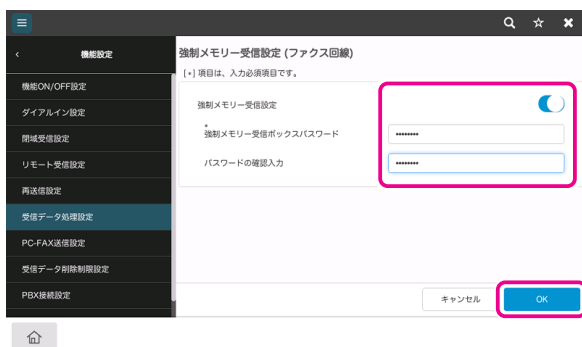 機能設定
機能ON/OFF設定
ダイアルイン設定
閉域受信設定
リモート受信設定
再送信設定
受信データ処理設定
PC-FAX送信設定
受信データ削除制限設定
PBX接続設定
強制メモリー受信設定 (ファクス回線)
[*] 項目は、入力必須項目です。
強制メモリー受信設定
*
強制メモリー受信ボックスパスワード
パスワードの確認入力
キャンセル
OK